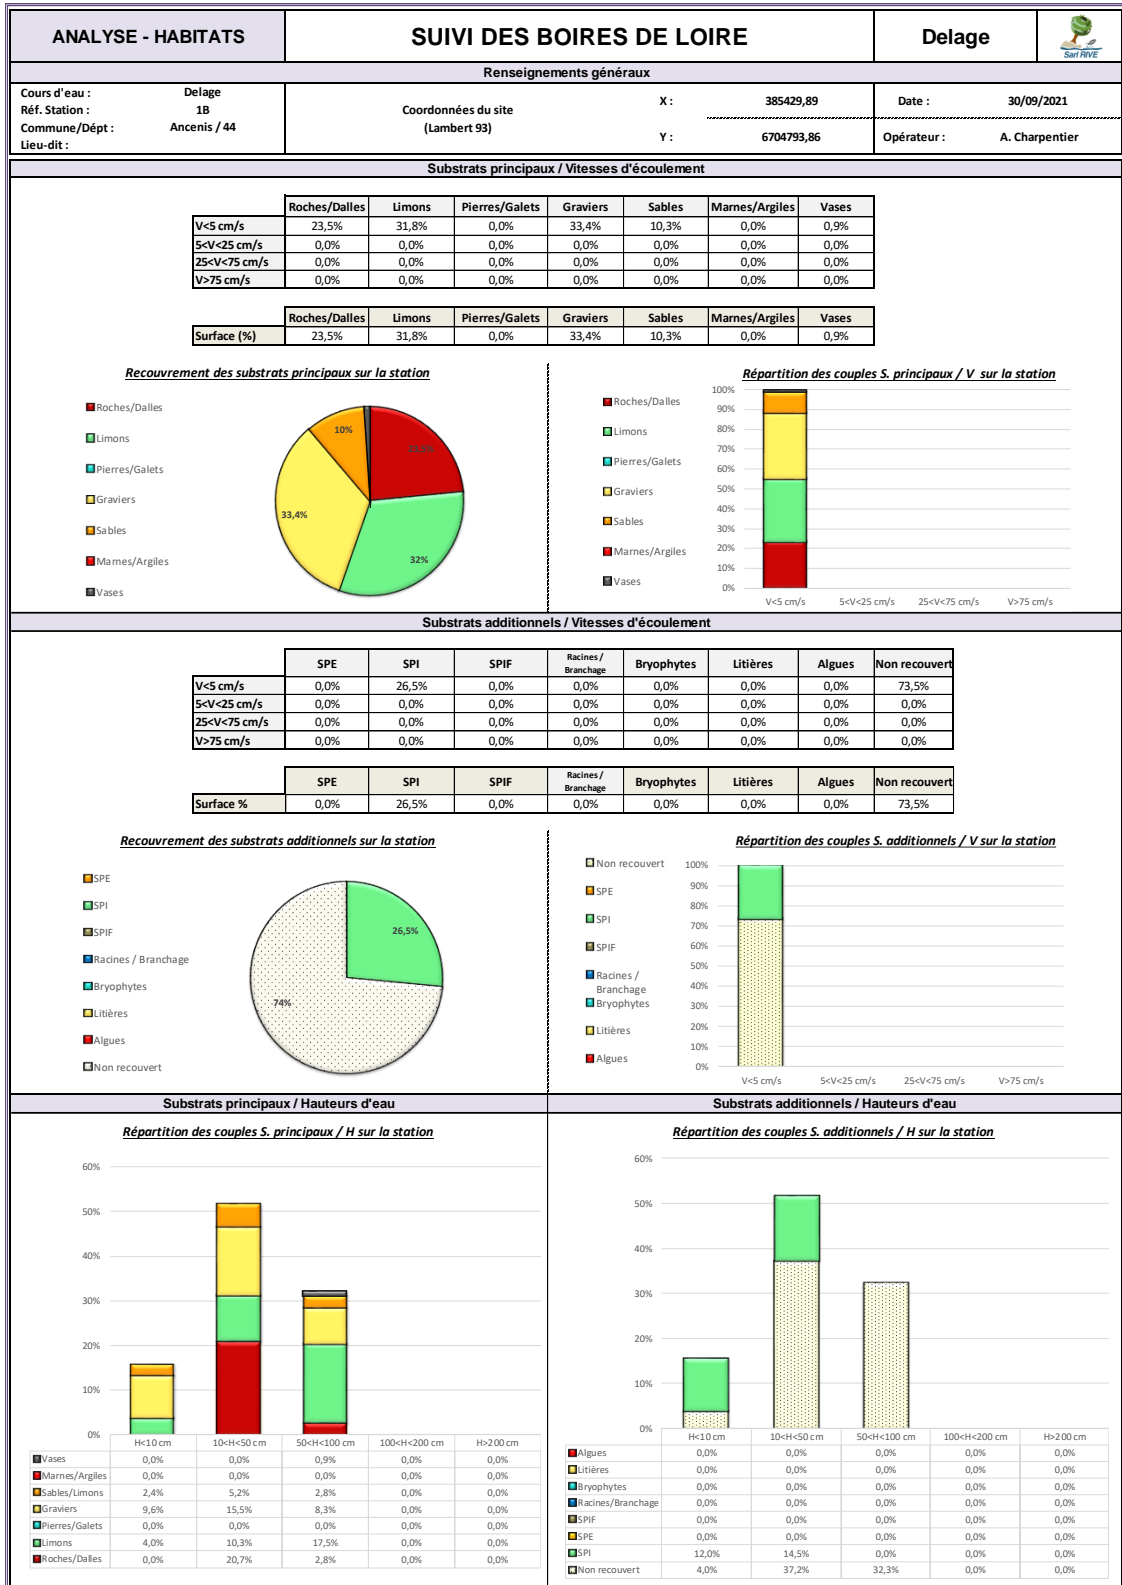 ANALYSE - HABITATS
SUIVI DES BOIRES DE LOIRE
Delage
Sarl RIVE
Renseignements généraux
Cours d'eau : Delage
Réf. Station : 1B
Commune/Dépt : Ancenis / 44
Lieu-dit :
Coordonnées du site
(Lambert 93)
X : 385429,89
Y : 6704793,86
Date : 30/09/2021
Opérateur : A. Charpentier
Substrats principaux / Vitesses d'écoulement
Roches/Dalles Limons Pierres/Galets Graviers Sables Marnes/Argiles Vases
V<5 cm/s 23,5% 31,8% 0,0% 33,4% 10,3% 0,0% 0,9%
5<V<25 cm/s 0,0% 0,0% 0,0% 0,0% 0,0% 0,0% 0,0%
25<V<75 cm/s 0,0% 0,0% 0,0% 0,0% 0,0% 0,0% 0,0%
V>75 cm/s 0,0% 0,0% 0,0% 0,0% 0,0% 0,0% 0,0%
Roches/Dalles Limons Pierres/Galets Graviers Sables Marnes/Argiles Vases
Surface (%) 23,5% 31,8% 0,0% 33,4% 10,3% 0,0% 0,9%
Recouvrement des substrats principaux sur la station
Roches/Dalles
Limons
Pierres/Galets
Graviers
Sables
Marnes/Argiles
Vases
10%
33,4%
32%
Répartition des couples S. principaux / V sur la station
Roches/Dalles
Limons
Pierres/Galets
Graviers
Sables
Marnes/Argiles
Vases
100%
90%
80%
70%
60%
50%
40%
30%
20%
10%
0%
V<5 cm/s 5<V<25 cm/s 25<V<75 cm/s V>75 cm/s
Substrats additionnels / Vitesses d'écoulement
SPE SPI SPIF Racines / Branchage Bryophytes Litières Algues Non recouvert
V<5 cm/s 0,0% 26,5% 0,0% 0,0% 0,0% 0,0% 0,0% 73,5%
5<V<25 cm/s 0,0% 0,0% 0,0% 0,0% 0,0% 0,0% 0,0% 0,0%
25<V<75 cm/s 0,0% 0,0% 0,0% 0,0% 0,0% 0,0% 0,0% 0,0%
V>75 cm/s 0,0% 0,0% 0,0% 0,0% 0,0% 0,0% 0,0% 0,0%
SPE SPI SPIF Racines / Branchage Bryophytes Litières Algues Non recouvert
Surface % 0,0% 26,5% 0,0% 0,0% 0,0% 0,0% 0,0% 73,5%
Recouvrement des substrats additionnels sur la station
SPE
SPI
SPIF
Racines / Branchage
Bryophytes
Litières
Algues
Non recouvert
26,5%
74%
Répartition des couples S. additionnels / V sur la station
Non recouvert
SPE
SPI
SPIF
Racines /
Branchage
Bryophytes
Litières
Algues
100%
90%
80%
70%
60%
50%
40%
30%
20%
10%
0%
V<5 cm/s 5<V<25 cm/s 25<V<75 cm/s V>75 cm/s
Substrats principaux / Hauteurs d'eau
Répartition des couples S. principaux / H sur la station
60%
50%
40%
30%
20%
10%
0%
H<10 cm 10<H<50 cm 50<H<100 cm 100<H<200 cm H>200 cm
Vases 0,0% 0,0% 0,9% 0,0% 0,0%
Marnes/Argiles 0,0% 0,0% 0,0% 0,0% 0,0%
Sables/Limons 2,4% 5,2% 2,8% 0,0% 0,0%
Graviers 9,6% 15,5% 8,3% 0,0% 0,0%
Pierres/Galets 0,0% 0,0% 0,0% 0,0% 0,0%
Limons 4,0% 10,3% 17,5% 0,0% 0,0%
Roches/Dalles 0,0% 20,7% 2,8% 0,0% 0,0%
Substrats additionnels / Hauteurs d'eau
Répartition des couples S. additionnels / H sur la station
60%
50%
40%
30%
20%
10%
0%
H<10 cm 10<H<50 cm 50<H<100 cm 100<H<200 cm H>200 cm
Algues 0,0% 0,0% 0,0% 0,0% 0,0%
Litières 0,0% 0,0% 0,0% 0,0% 0,0%
Bryophytes 0,0% 0,0% 0,0% 0,0% 0,0%
Racines/Branchage 0,0% 0,0% 0,0% 0,0% 0,0%
SPIF 0,0% 0,0% 0,0% 0,0% 0,0%
SPE 0,0% 0,0% 0,0% 0,0% 0,0%
SPI 12,0% 14,5% 0,0% 0,0% 0,0%
Non recouvert 4,0% 37,2% 32,3% 0,0% 0,0%